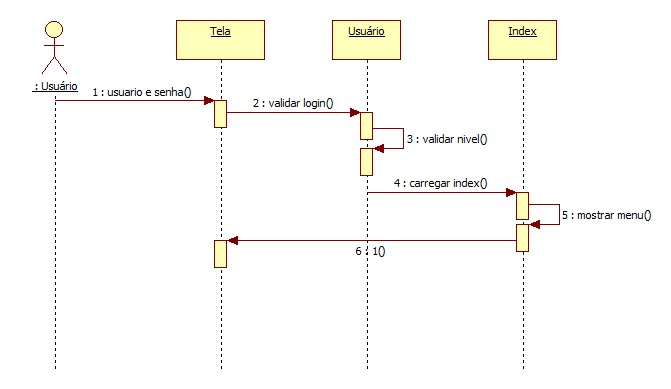 Tela
Usuário
Index
: Usuário
1 : usuario e senha()
2 : validar login()
3 : validar nivel()
4 : carregar index()
5 : mostrar menu()
6 : 1()